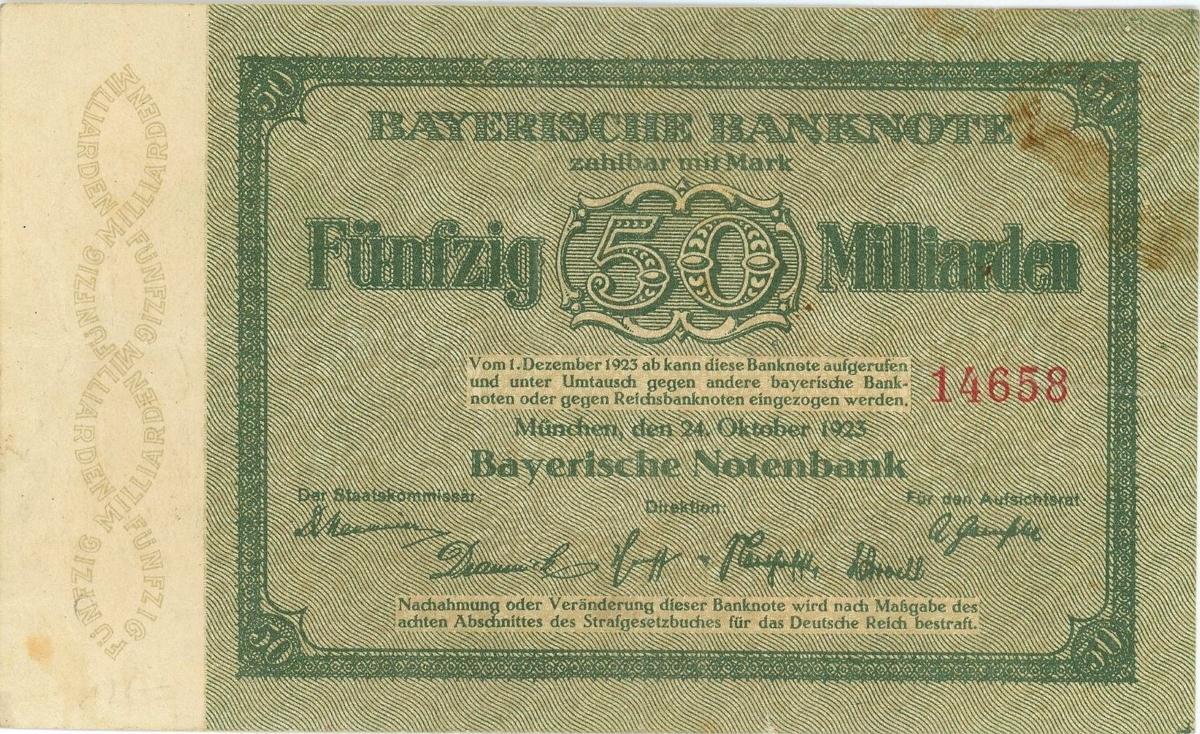 50
50
BAYERISCHE BANKNOTE
zahlbar mit Mark
Fünfzig 50 Milliarden
Vom 1. Dezember 1923 ab kann diese Banknote aufgerufen
und unter Umtausch gegen andere bayerische Bank-
noten oder gegen Reichsbanknoten eingezogen werden.
14658
München, den 24. Oktober 1923
Bayerische Notenbank
Der Staatskommissär:
Direktion:
Für den Aufsichtsrat
Nachahmung oder Veränderung dieser Banknote wird nach Maßgabe des
achten Abschnittes des Strafgesetzbuches für das Deutsche Reich bestraft.
50
50
FÜNFZIG MILLIARDEN FÜNFZIG MILLIARDEN
FÜNFZIG MILLIARDEN FÜNFZIG MILLIARDEN